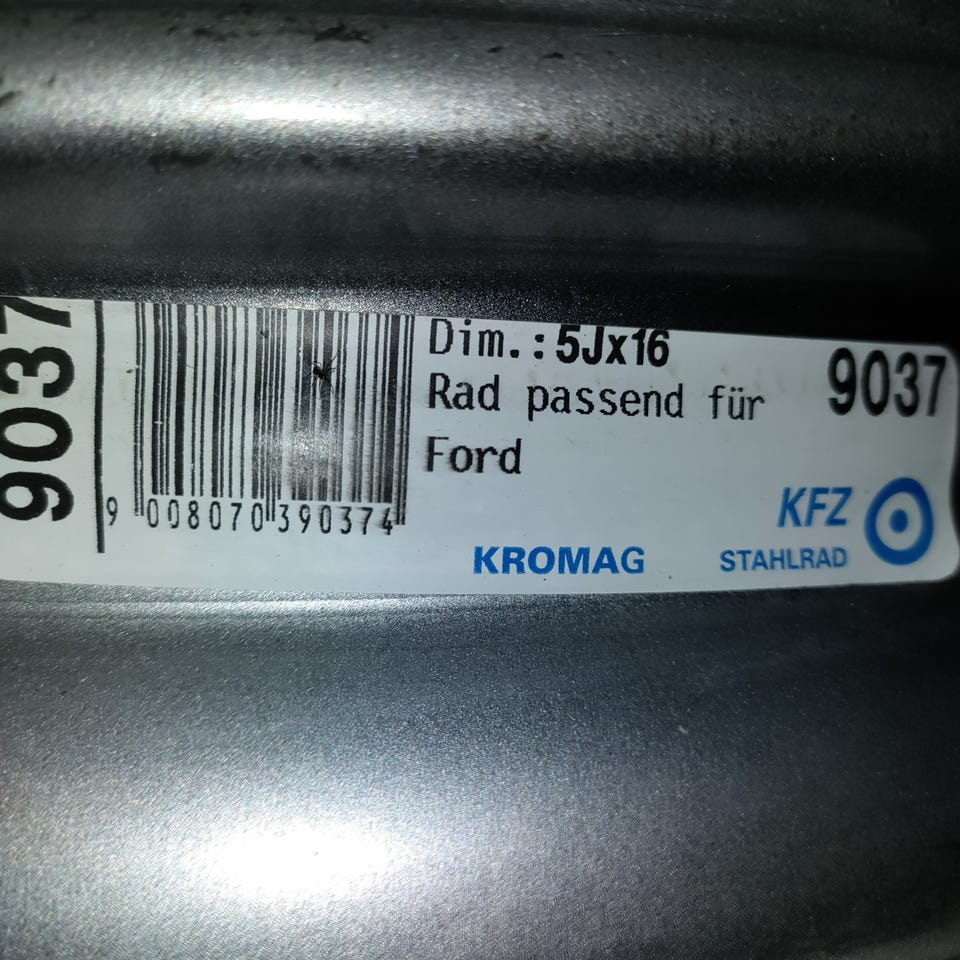 9037
9 008070 390374
Dim.: 5Jx16
Rad passend für
Ford
9037
KROMAG
KFZ
STAHLRAD